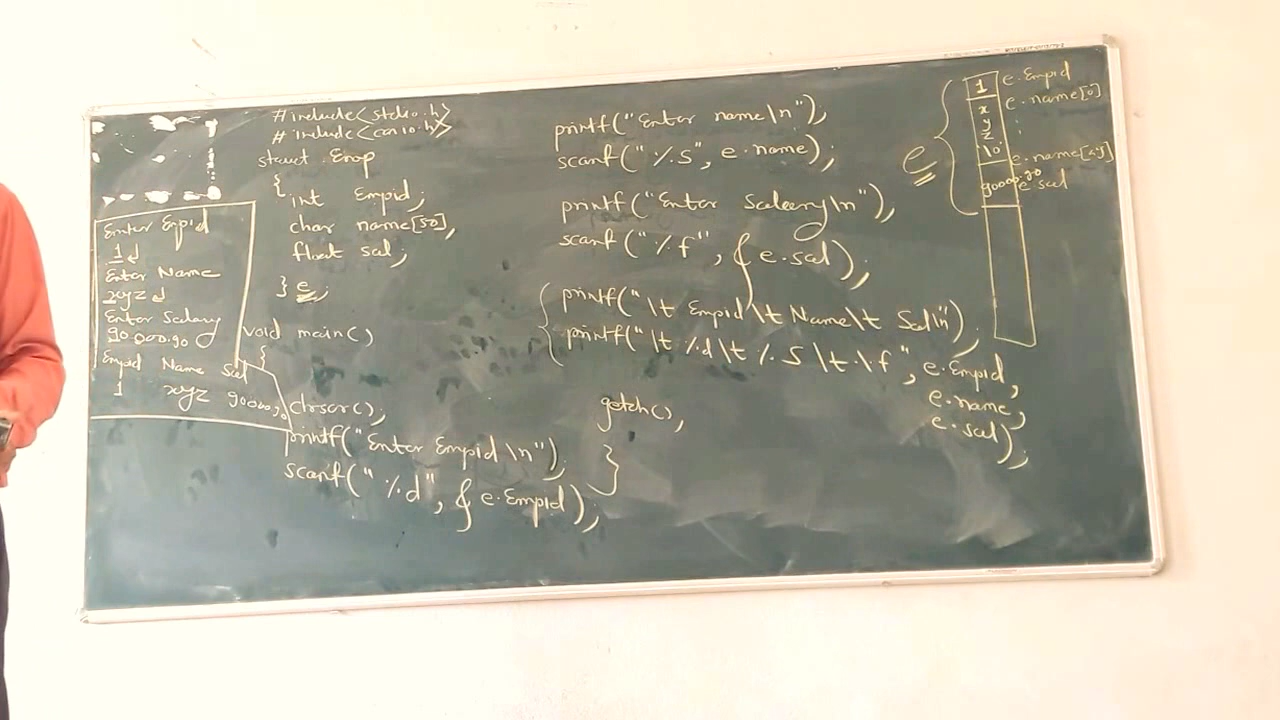 #include<stdio.h>
#include<conio.h>
struct Emp
{
int Empid;
char name[50];
float sal;
} e;
void main()
{
clrscr();
printf("Enter Empid\n");
scanf("%d", &e.Empid);
printf("Enter name\n");
scanf("%s", e.name);
printf("Enter Salary\n");
scanf("%f", &e.sal);
printf("\t Empid\t Name\t Sal\n");
printf("\t %d\t %s\t \f", e.Empid,
e.name,
e.sal);
getch();
}
Enter Empid
1
Enter Name
xyz
Enter Salary
90000.90
Empid Name Sal
1 xyz
e
1 e.Empid
x e.name[0]
y
z
\0
e.name[49]
90000.90 e.sal